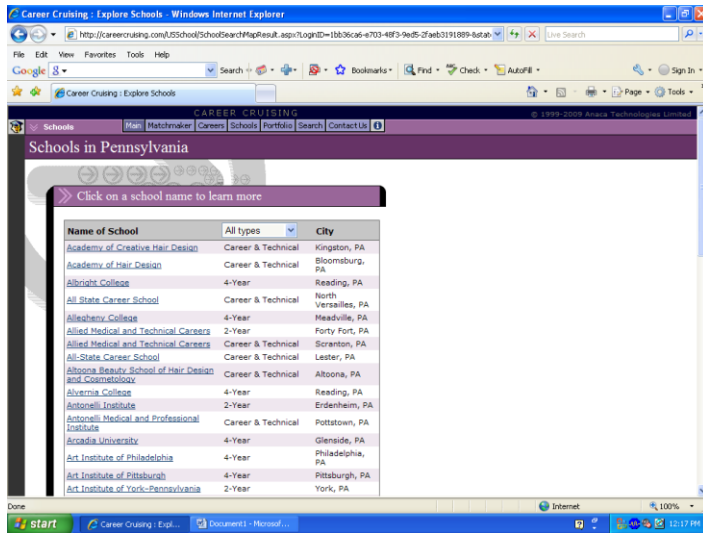 Career Cruising : Explore Schools - Windows Internet Explorer
http://careercruising.com/USSchool/SchoolSearchMapResult.aspx?LoginID=1bb36ca6-e703-48f3-9ed5-2faeb3191889-&stat
Live Search
File Edit View Favorites Tools Help
Google Search Bookmarks Find Check AutoFill Sign In
Career Cruising : Explore Schools Page Tools
CAREER CRUISING © 1999-2009 Anaca Technologies Limited
Schools Main Matchmaker Careers Schools Portfolio Search Contact Us
Schools in Pennsylvania
Click on a school name to learn more
Name of School All types City
Academy of Creative Hair Design Career & Technical Kingston, PA
Academy of Hair Design Career & Technical Bloomsburg, PA
Albright College 4-Year Reading, PA
All State Career School Career & Technical North Versailles, PA
Allegheny College 4-Year Meadville, PA
Allied Medical and Technical Careers 2-Year Forty Fort, PA
Allied Medical and Technical Careers Career & Technical Scranton, PA
All-State Career School Career & Technical Lester, PA
Altoona Beauty School of Hair Design and Cosmetology Career & Technical Altoona, PA
Alvernia College 4-Year Reading, PA
Antonelli Institute 2-Year Erdenheim, PA
Antonelli Medical and Professional Institute Career & Technical Pottstown, PA
Arcadia University 4-Year Glenside, PA
Art Institute of Philadelphia 4-Year Philadelphia, PA
Art Institute of Pittsburgh 4-Year Pittsburgh, PA
Art Institute of York-Pennsylvania 2-Year York, PA
Done Internet 100%
start Career Cruising : Expl... Document1 - Microsof... 12:17 PM